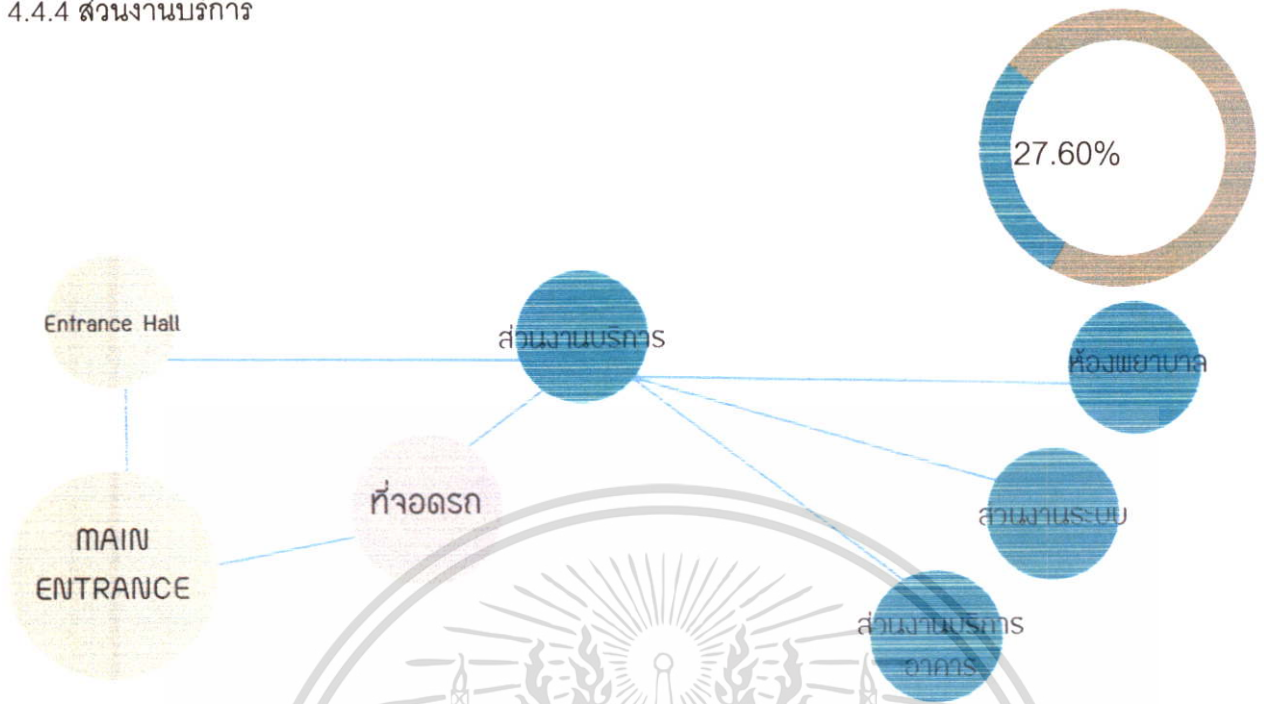 4.4.4 ส่วนงานบริการ
27.60%
Entrance Hall
ส่วนงานบริการ
ห้องพยาบาล
ที่จอดรถ
MAIN
ENTRANCE
ส่วนงานระบบ
ส่วนงานบริการ
อาคาร